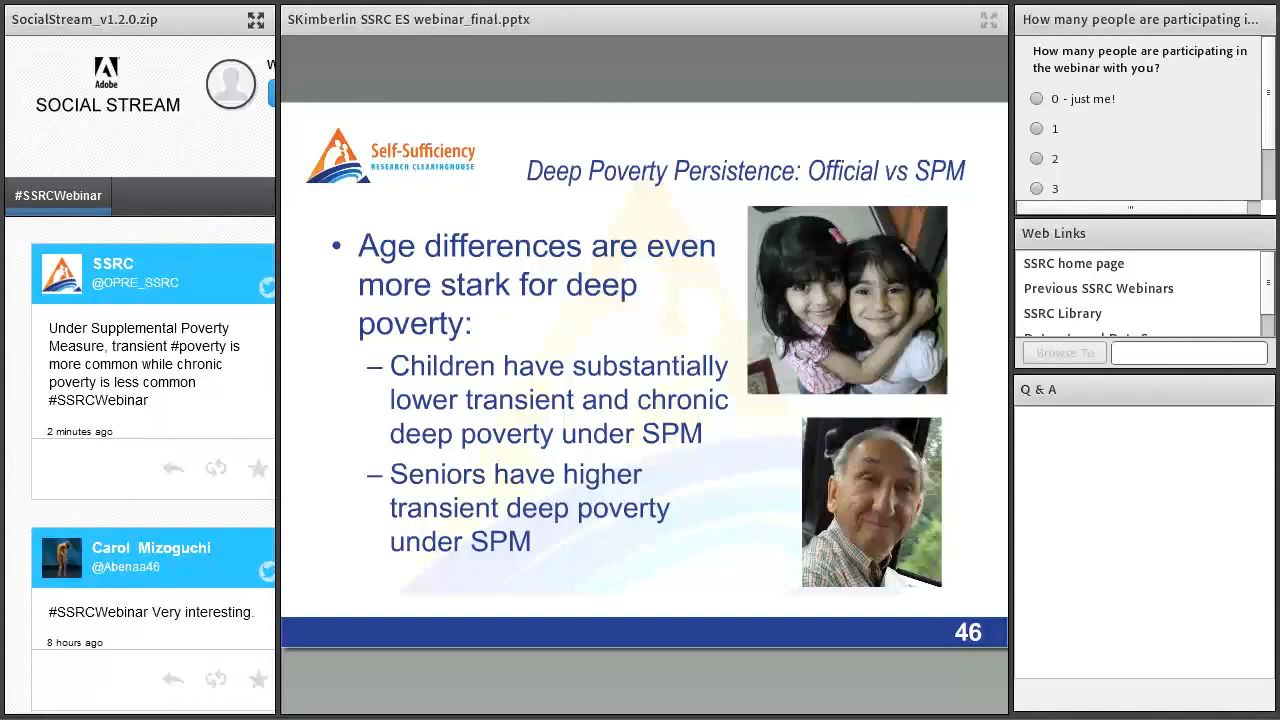 SocialStream_v1.2.0.zip
Adobe
SOCIAL STREAM
#SSRCWebinar
SSRC
@OPRE_SSRC
Under Supplemental Poverty
Measure, transient #poverty is
more common while chronic
poverty is less common
#SSRCWebinar
2 minutes ago
Carol Mizoguchi
@Abenaa46
#SSRCWebinar Very interesting.
8 hours ago
SKimberlin SSRC ES webinar_final.pptx
Self-Sufficiency
RESEARCH CLEARINGHOUSE
Deep Poverty Persistence: Official vs SPM
• Age differences are even
more stark for deep
poverty:
– Children have substantially
lower transient and chronic
deep poverty under SPM
– Seniors have higher
transient deep poverty
under SPM
46
How many people are participating i...
How many people are participating in
the webinar with you?
0 - just me!
1
2
3
Web Links
SSRC home page
Previous SSRC Webinars
SSRC Library
Browse To
Q & A